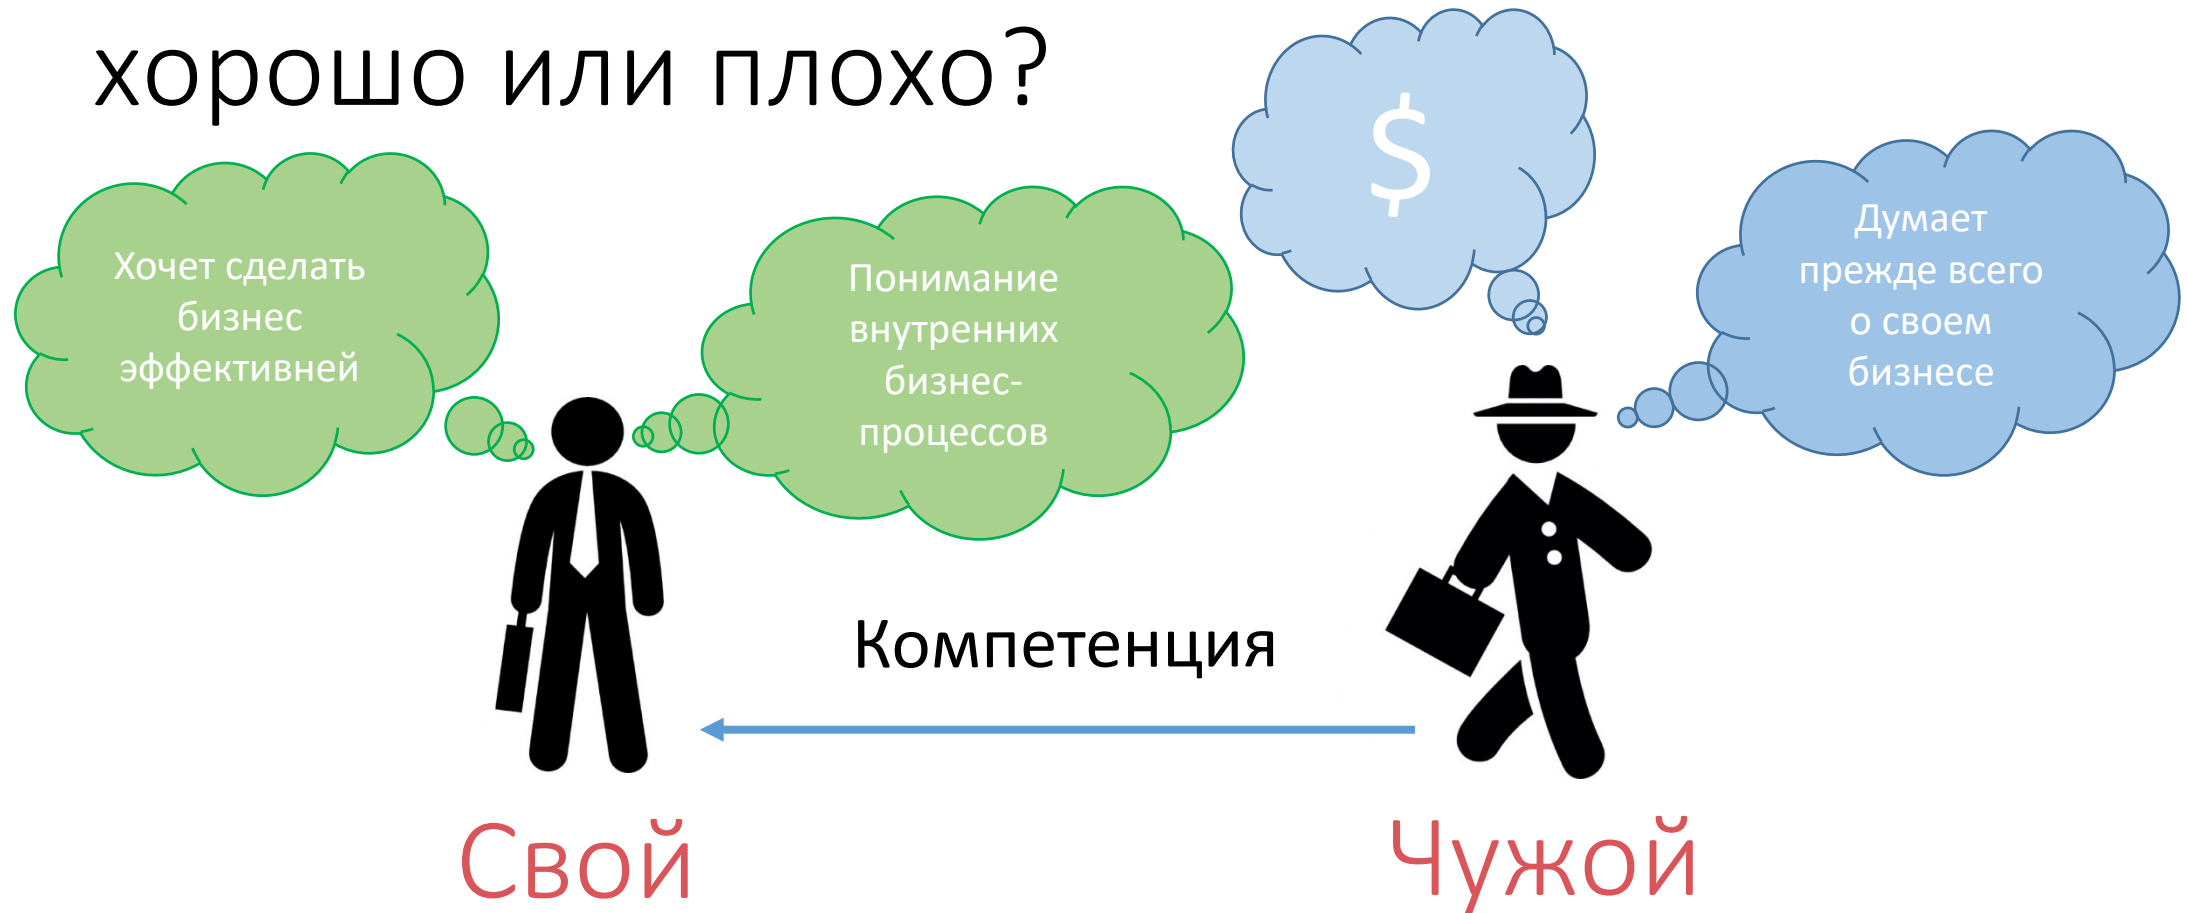 хорошо или плохо?
$
Хочет сделать
бизнес
эффективней
Понимание
внутренних
бизнес-
процессов
Думает
прежде всего
о своем
бизнесе
Компетенция
Свой
Чужой